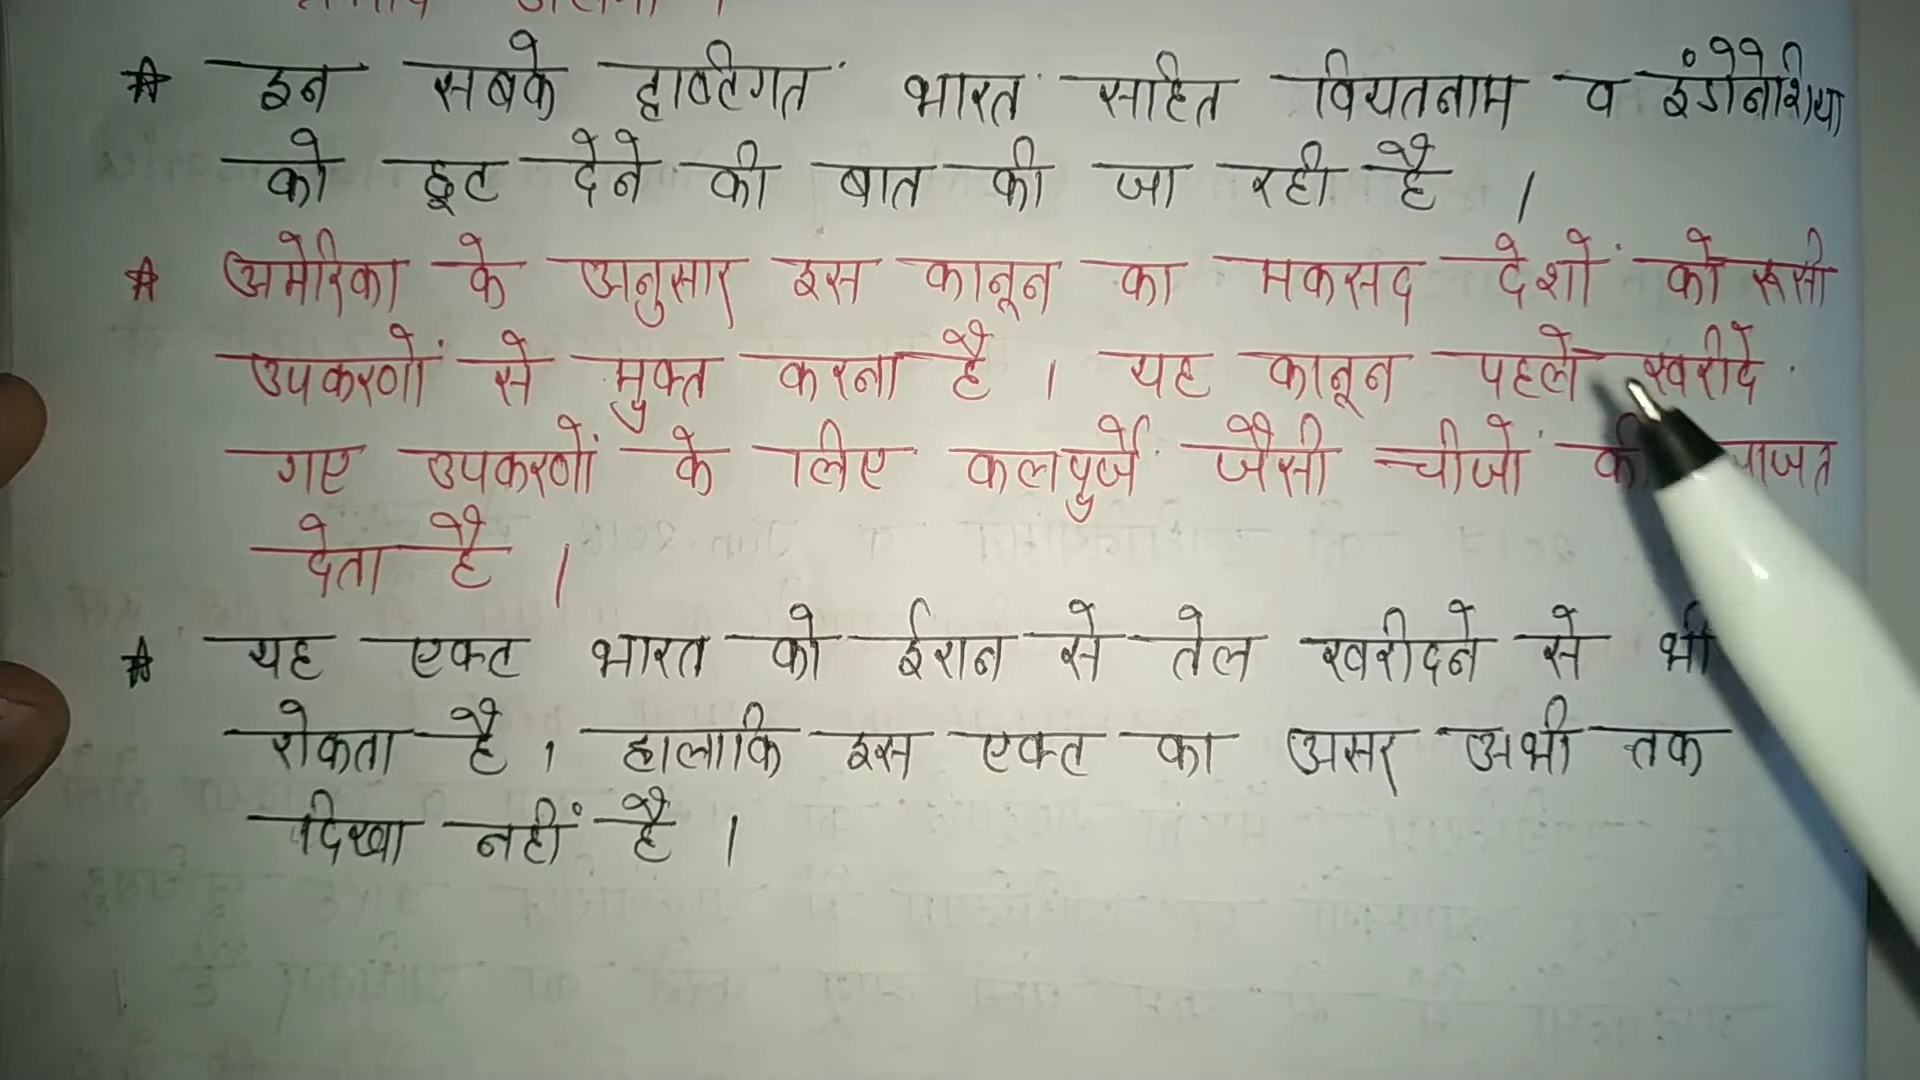 ★ इन सबके दृष्टिगत भारत सहित वियतनाम व इंडोनेशिया
को छूट देने की बात की जा रही है ।
★ अमेरिका के अनुसार इस कानून का मकसद देशों को रूसी
उपकरणों से मुक्त करना है । यह कानून पहले खरीदे
गए उपकरणों के लिए कलपुर्जे जैसी चीजों की
देता है ।
★ यह एक्ट भारत को ईरान से तेल खरीदने से भी
रोकता है । हालाकि इस एक्ट का असर अभी तक
दिखा नहीं है ।